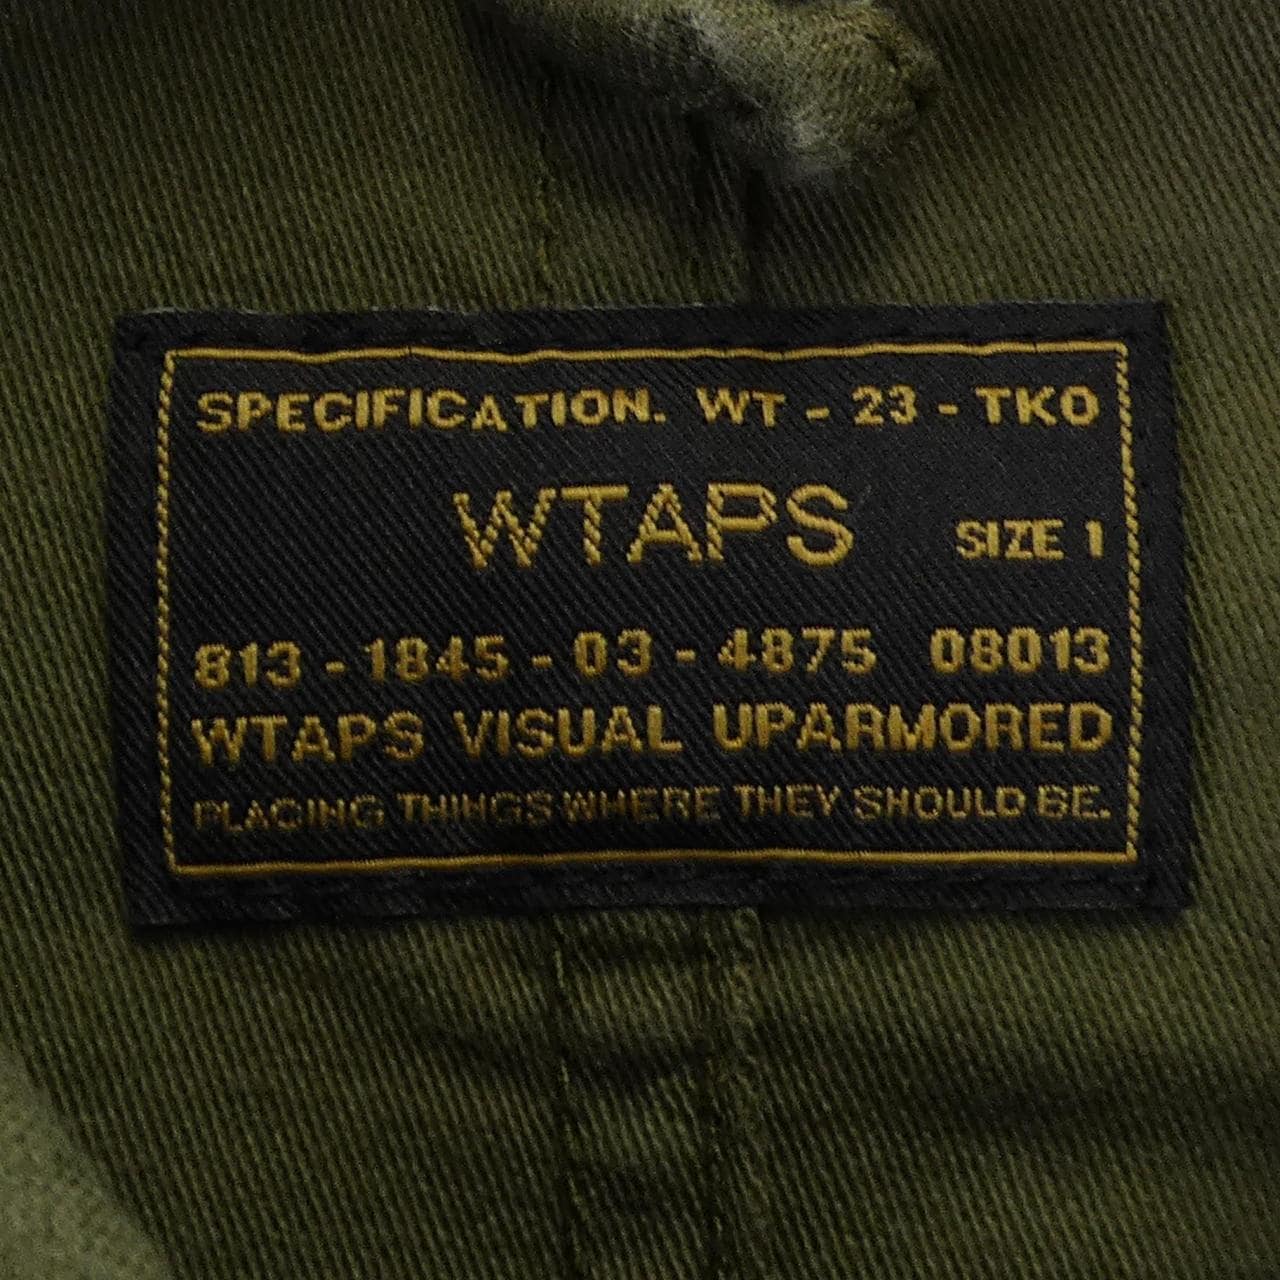 SPECIFICATION. WT - 23 - TKO
WTAPS SIZE 1
813 - 1845 - 03 - 4875 08013
WTAPS VISUAL UPARMORED
PLACING THINGS WHERE THEY SHOULD BE.